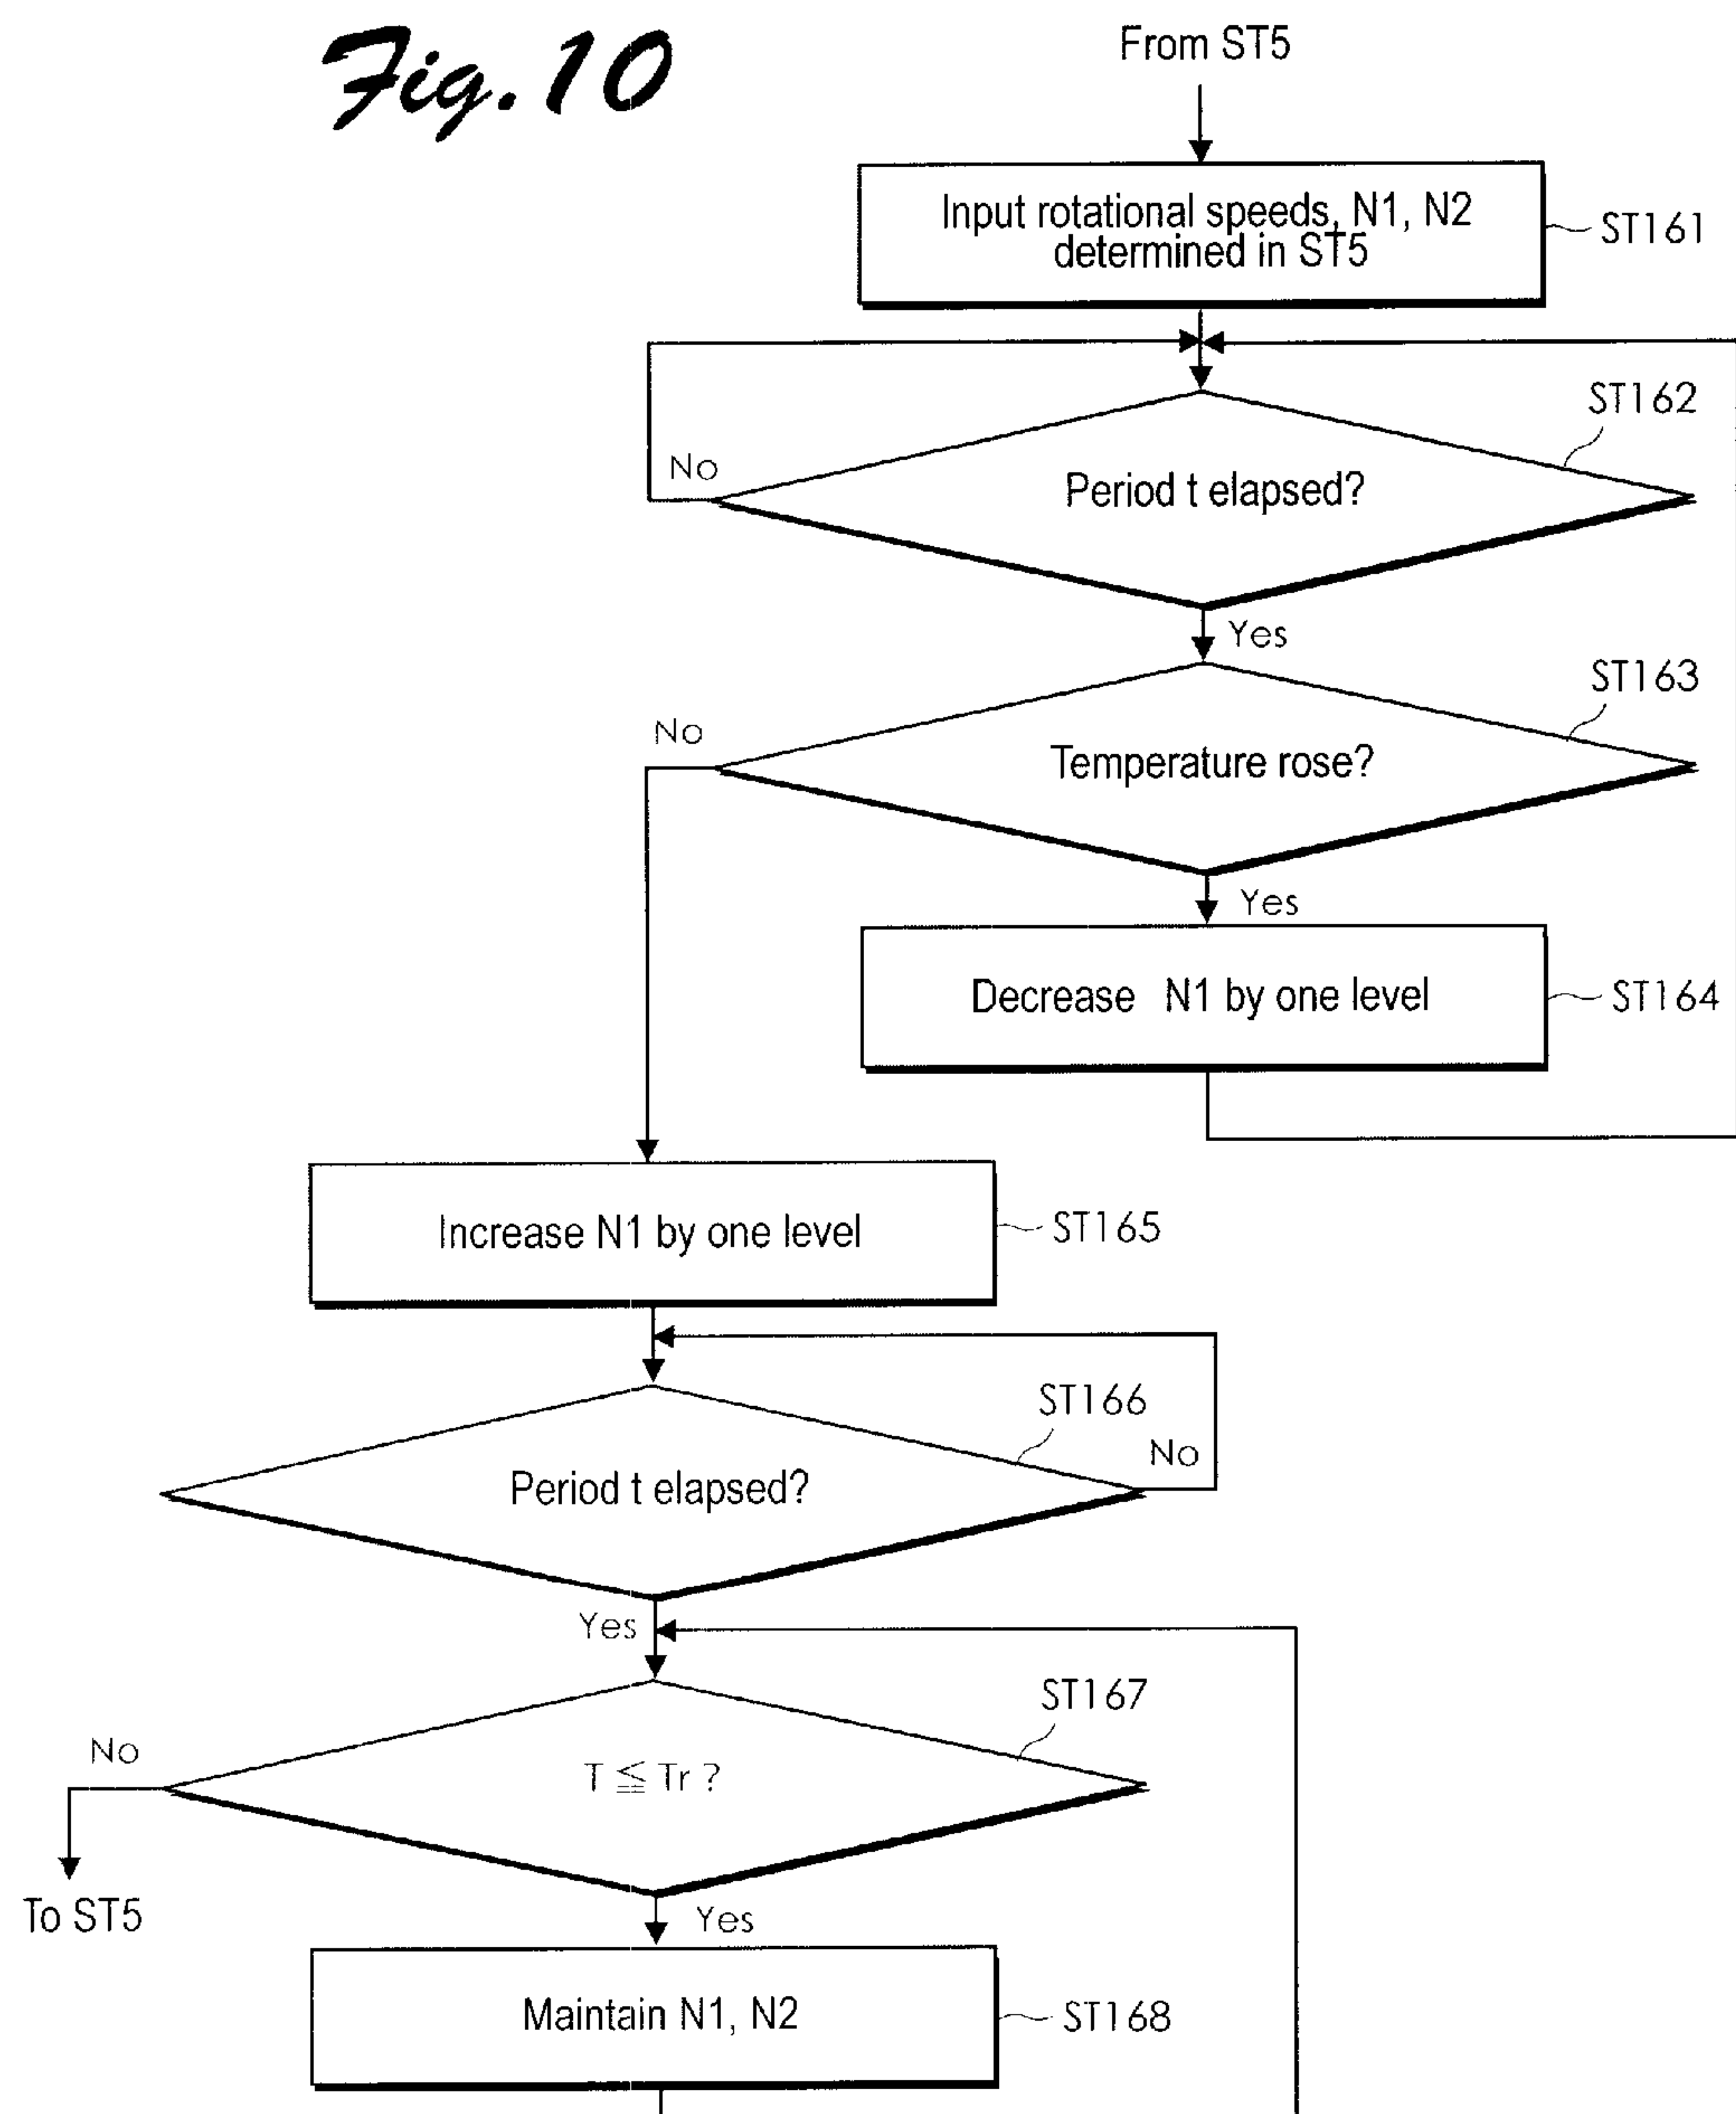 Fig. 10
From ST5
Input rotational speeds, N1, N2
determined in ST5
ST161
ST162
No
Period t elapsed?
Yes
ST163
No
Temperature rose?
Yes
Decrease N1 by one level
ST164
Increase N1 by one level
ST165
ST166
No
Period t elapsed?
Yes
ST167
No
T ≦ Tr ?
To ST5
Yes
Maintain N1, N2
ST168